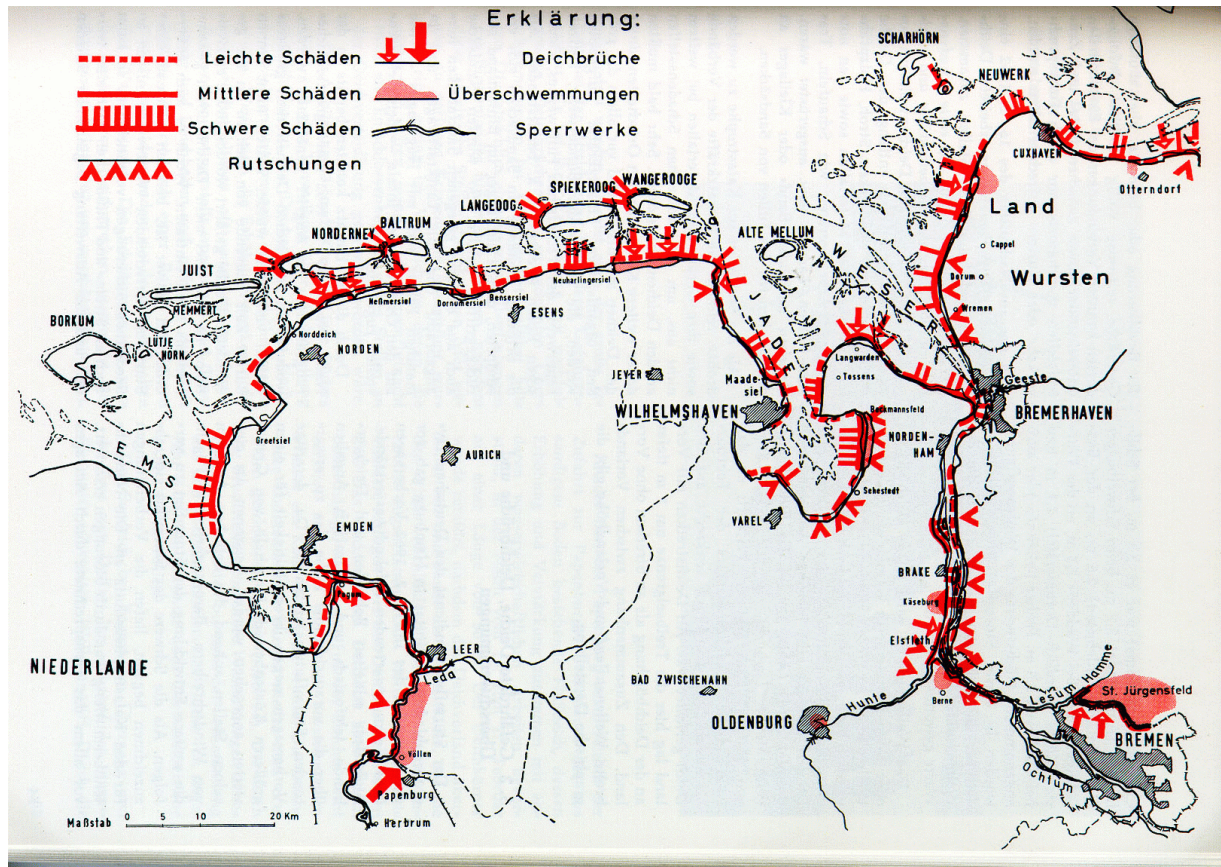 Erklärung:
Leichte Schäden
Deichbrüche
Mittlere Schäden
Überschwemmungen
Schwere Schäden
Sperrwerke
Rutschungen
SCHARHÖRN
NEUWERK
CUXHAVEN
Otterndorf
E L
Land
Wursten
Cappel
Dorum
Wremen
WANGEROOGE
SPIEKEROOG
LANGEOOG
BALTRUM
NORDERNEY
JUIST
MEMMERT
BORKUM
LÜTJE
HÖRN
ALTE MELLUM
WESER
JADE
Neßmersiel
Dornumersiel
Bensersiel
Neuharlingersiel
ESENS
Norddeich
NORDEN
JEVER
Maade-
siel
WILHELMSHAVEN
Langwarden
Tossens
Beckmannsfeld
Geeste
BREMERHAVEN
NORDEN-
HAM
Greetsiel
EMS
AURICH
Sehestedt
VAREL
EMDEN
Pogum
BRAKE
Käseburg
Elsfleth
LEER
Leda
NIEDERLANDE
BAD ZWISCHENAHN
Hunte
OLDENBURG
Berne
Lesum
Hamme
St. Jürgensfeld
BREMEN
Ochtum
Völlen
Papenburg
Herbrum
Maßstab 0 5 10 20 Km